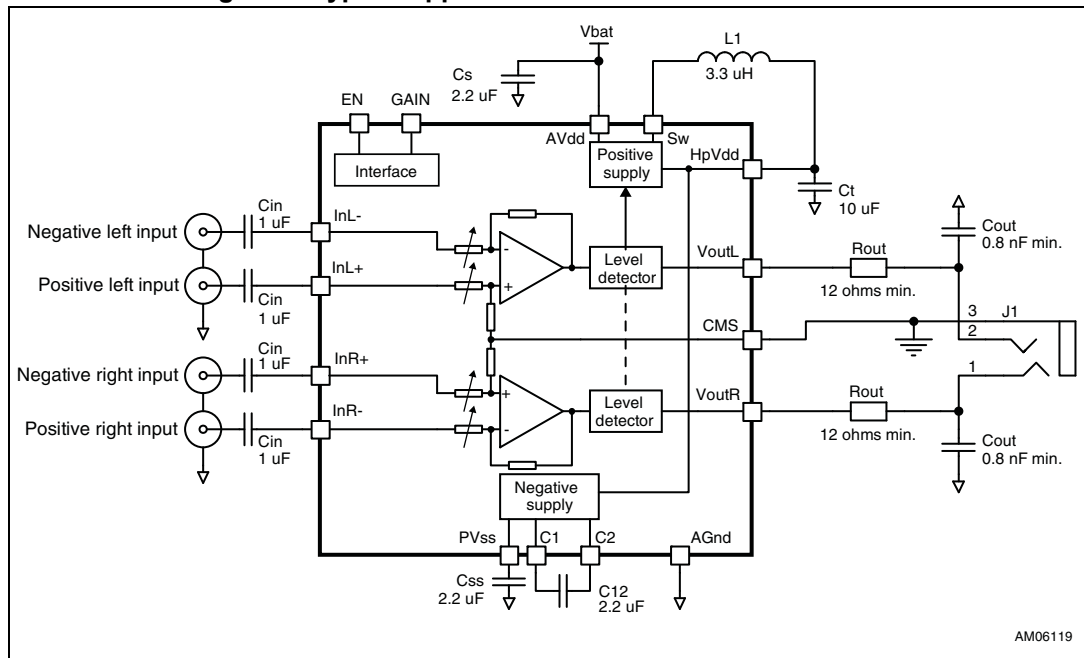 Vbat
L1
3.3 uH
Cs
2.2 uF
EN
GAIN
AVdd
Sw
HpVdd
Interface
Positive
supply
Ct
10 uF
Cin
1 uF
InL-
Negative left input
Cout
0.8 nF min.
Level
detector
VoutL
Rout
12 ohms min.
-
+
InL+
Positive left input
Cin
1 uF
CMS
3
J1
2
1
Cin
1 uF
InR+
Negative right input
+
-
Level
detector
VoutR
Rout
12 ohms min.
InR-
Positive right input
Cin
1 uF
Cout
0.8 nF min.
Negative
supply
PVss
C1
C2
AGnd
Css
2.2 uF
C12
2.2 uF
AM06119